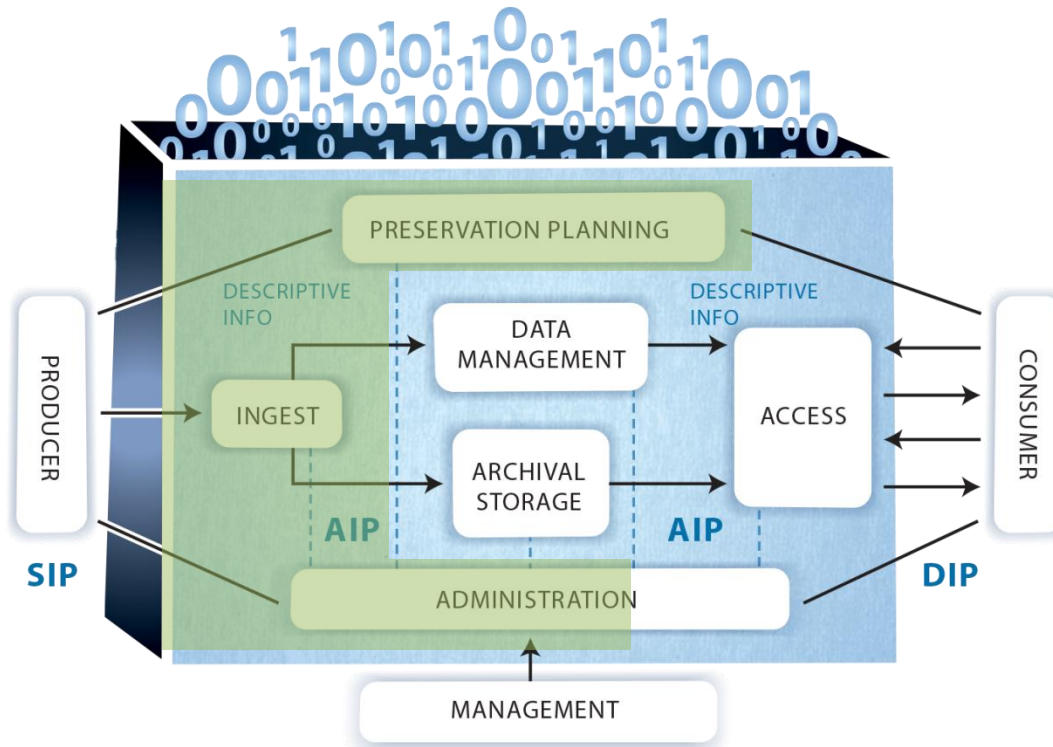 PRESERVATION PLANNING
DESCRIPTIVE
INFO
DESCRIPTIVE
INFO
DATA
MANAGEMENT
PRODUCER
INGEST
ACCESS
CONSUMER
ARCHIVAL
STORAGE
AIP
AIP
SIP
DIP
ADMINISTRATION
MANAGEMENT